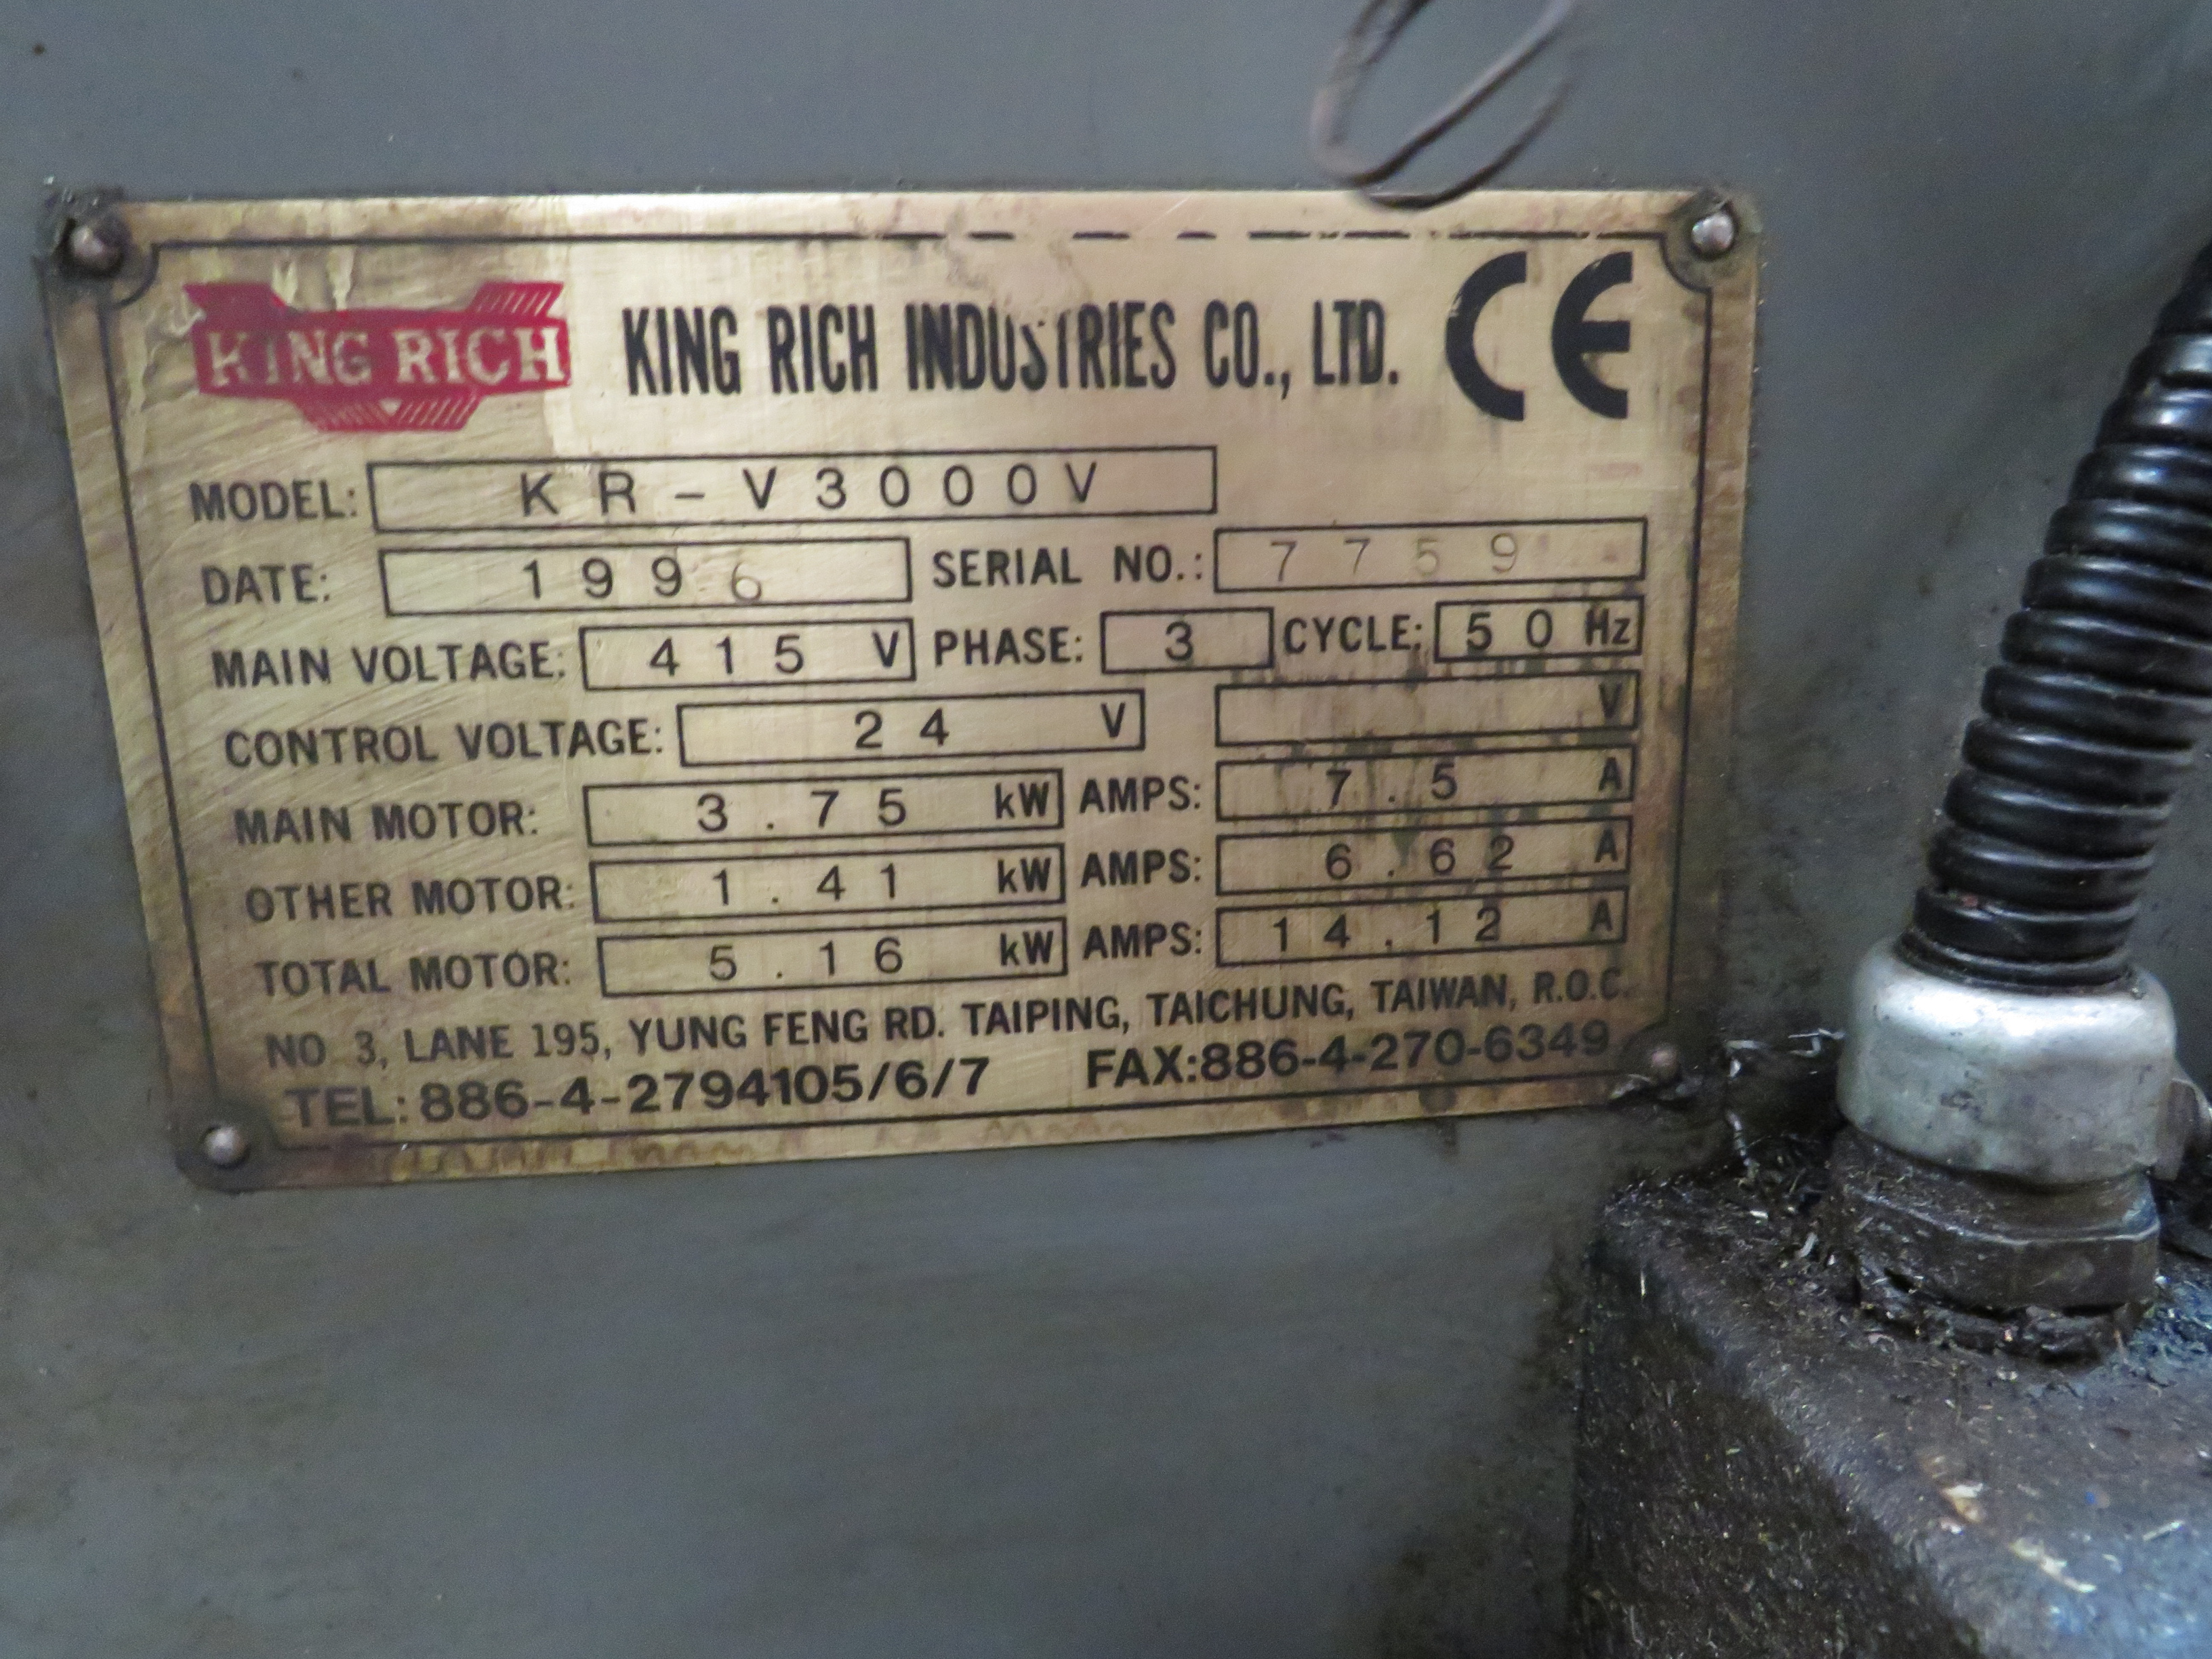 KING RICH
KING RICH INDUSTRIES CO., LTD. CE
MODEL: KR-V3000V
DATE: 1996 SERIAL NO.: 7759
MAIN VOLTAGE: 415 V PHASE: 3 CYCLE: 50 Hz
CONTROL VOLTAGE: 24 V V
MAIN MOTOR: 3.75 kW AMPS: 7.5 A
OTHER MOTOR: 1.41 kW AMPS: 6.62 A
TOTAL MOTOR: 5.16 kW AMPS: 14.12 A
NO. 3, LANE 195, YUNG FENG RD. TAIPING, TAICHUNG, TAIWAN, R.O.C.
TEL: 886-4-2794105/6/7 FAX:886-4-270-6349